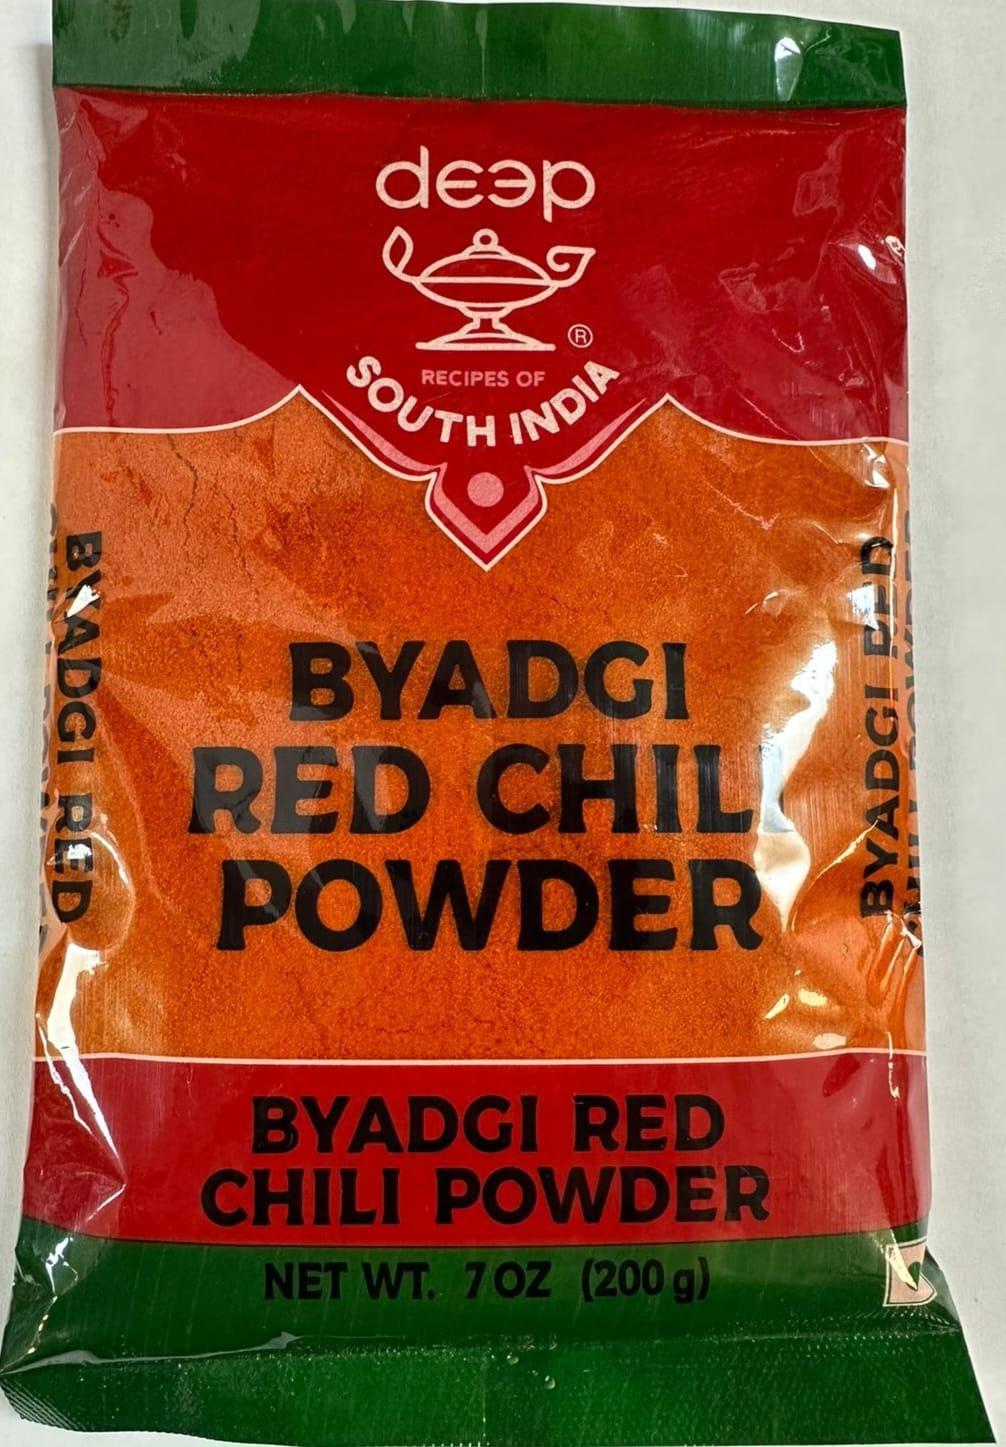 deep
®
RECIPES OF
SOUTH INDIA
BYADGI
RED CHILI
POWDER
BYADGI RED
BYADGI RED
BYADGI RED
CHILI POWDER
NET WT. 7 OZ (200 g)